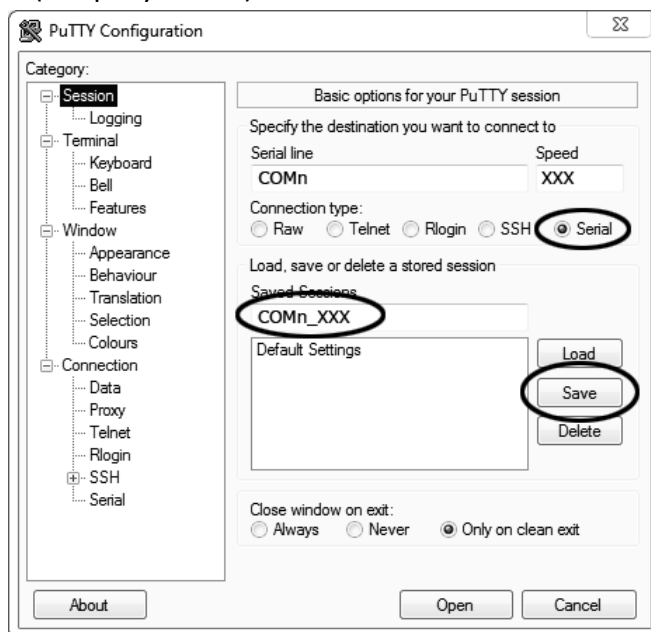 PuTTY Configuration
Category:
Session
Logging
Terminal
Keyboard
Bell
Features
Window
Appearance
Behaviour
Translation
Selection
Colours
Connection
Data
Proxy
Telnet
Rlogin
SSH
Serial
Basic options for your PuTTY session
Specify the destination you want to connect to
Serial line Speed
COMn XXX
Connection type:
Raw Telnet Rlogin SSH Serial
Load, save or delete a stored session
Saved Sessions
COMn_XXX
Default Settings
Load
Save
Delete
Close window on exit:
Always Never Only on clean exit
About Open Cancel